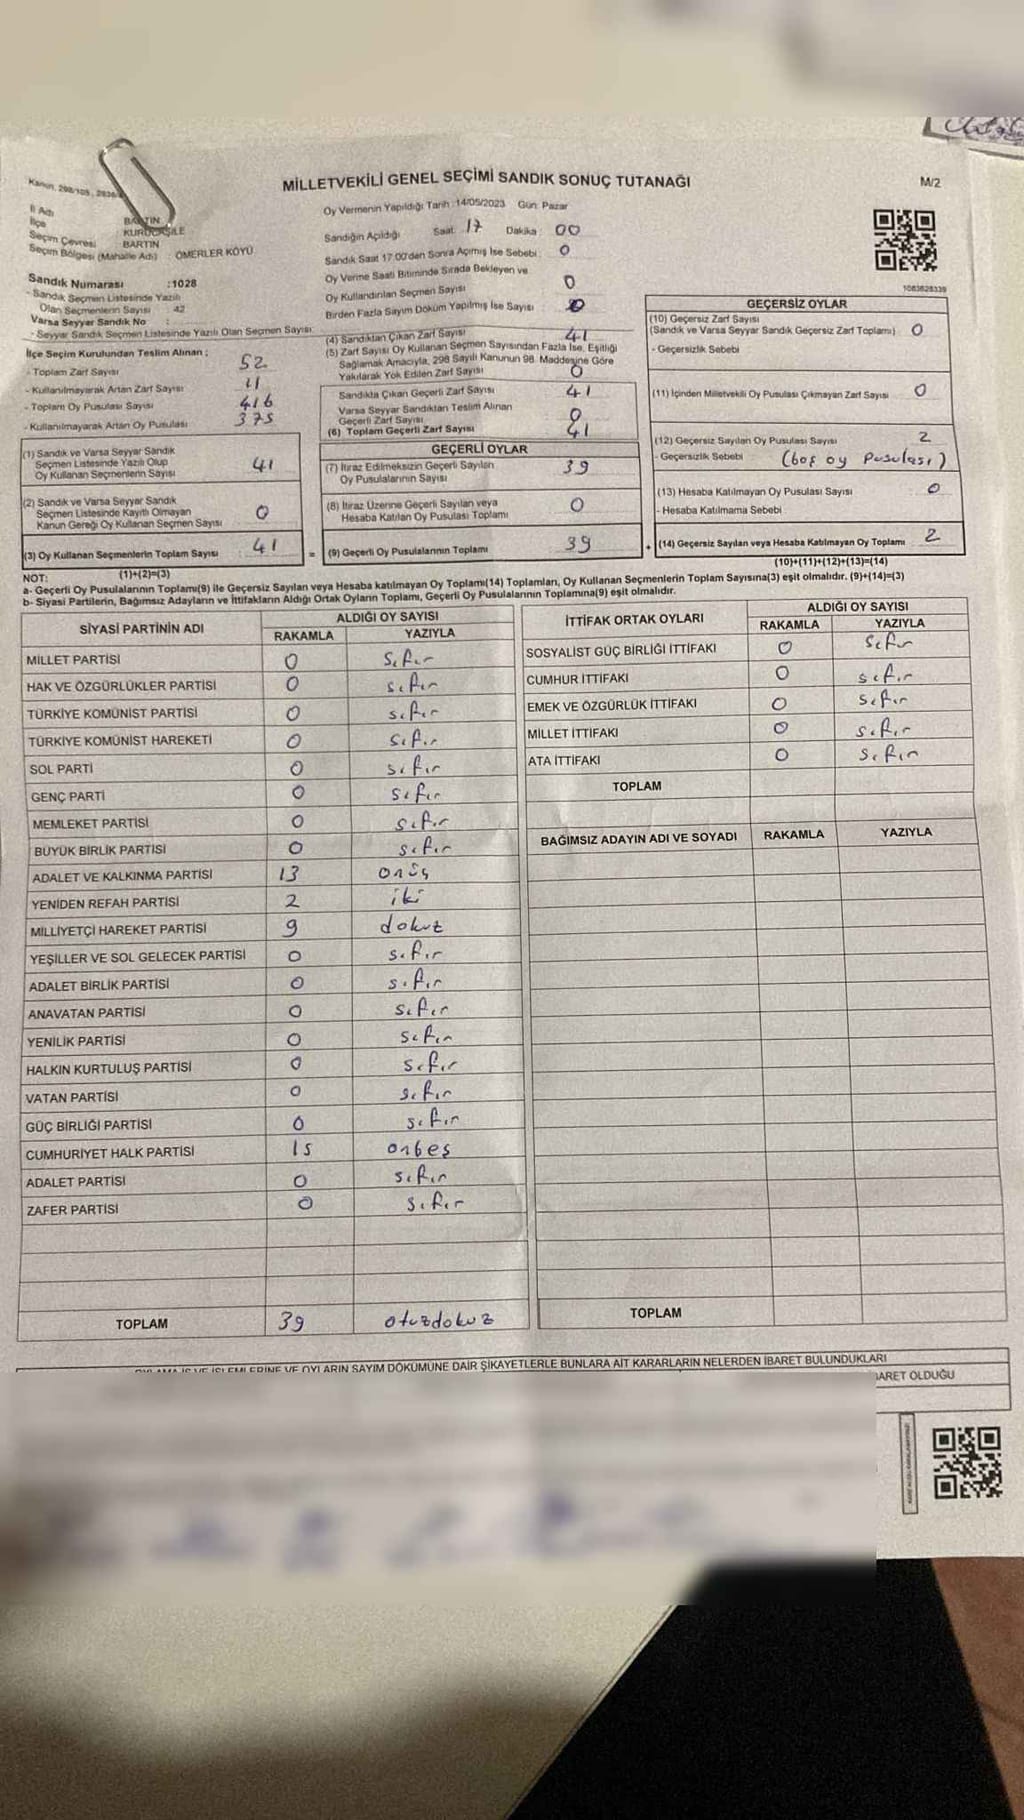 MİLLETVEKİLİ GENEL SEÇİMİ SANDIK SONUÇ TUTANAĞI
M/2
İl Adı BARTIN
İlçe KURUCAŞİLE
Seçim Çevresi BARTIN
Seçim Bölgesi (Mahalle Adı) : ÖMERLER KÖYÜ
Sandık Numarası :1028
- Sandık Seçmen Listesinde Yazılı
Olan Seçmenlerin Sayısı : 42
Varsa Seyyar Sandık No :
- Seyyar Sandık Seçmen Listesinde Yazılı Olan Seçmen Sayısı:
İlçe Seçim Kurulundan Teslim Alınan ;
- Toplam Zarf Sayısı 52
- Kullanılmayarak Artan Zarf Sayısı 11
- Toplam Oy Pusulası Sayısı 416
- Kullanılmayarak Artan Oy Pusulası 375
Oy Vermenin Yapıldığı Tarih :14/05/2023 Gün: Pazar
Sandığın Açıldığı Saat: 17 Dakika : 00
Sandık Saat 17:00'den Sonra Açımış İse Sebebi : 0
Oy Verme Saati Bitiminde Sırada Bekleyen ve
Oy Kullandırılan Seçmen Sayısı 0
Birden Fazla Sayım Döküm Yapılmış İse Sayısı 0
(4) Sandıktan Çıkan Zarf Sayısı 41
(5) Zarf Sayısı Oy Kullanan Seçmen Sayısından Fazla İse, Eşitliği
Sağlamak Amacıyla, 298 Sayılı Kanunun 98. Maddesine Göre
Yakılarak Yok Edilen Zarf Sayısı 0
Sandıkta Çıkan Geçerli Zarf Sayısı 41
Varsa Seyyar Sandıktan Teslim Alınan
Geçerli Zarf Sayısı 0
(6) Toplam Geçerli Zarf Sayısı 41
1083828339
GEÇERSİZ OYLAR
(10) Geçersiz Zarf Sayısı
(Sandık ve Varsa Seyyar Sandık Geçersiz Zarf Toplamı) 0
- Geçersizlik Sebebi
(11) İçinden Milletvekili Oy Pusulası Çıkmayan Zarf Sayısı 0
(12) Geçersiz Sayılan Oy Pusulası Sayısı 2
- Geçersizlik Sebebi (boş oy pusulası)
(13) Hesaba Katılmayan Oy Pusulası Sayısı 0
- Hesaba Katılmama Sebebi
(14) Geçersiz Sayılan veya Hesaba Katılmayan Oy Toplamı 2
(10)+(11)+(12)+(13)=(14)
(1) Sandık ve Varsa Seyyar Sandık
Seçmen Listesinde Yazılı Olup
Oy Kullanan Seçmenlerin Sayısı 41
(2) Sandık ve Varsa Seyyar Sandık
Seçmen Listesinde Kayıtlı Olmayan
Kanun Gereği Oy Kullanan Seçmen Sayısı 0
(3) Oy Kullanan Seçmenlerin Toplam Sayısı 41
(1)+(2)=(3)
GEÇERLİ OYLAR
(7) İtiraz Edilmeksizin Geçerli Sayılan
Oy Pusulalarının Sayısı 39
(8) İtiraz Üzerine Geçerli Sayılan veya
Hesaba Katılan Oy Pusulası Toplamı 0
= (9) Geçerli Oy Pusulalarının Toplamı 39 +
NOT:
a- Geçerli Oy Pusulalarının Toplamı(9) ile Geçersiz Sayılan veya Hesaba katılmayan Oy Toplamı(14) Toplamları, Oy Kullanan Seçmenlerin Toplam Sayısına(3) eşit olmalıdır. (9)+(14)=(3)
b- Siyasi Partilerin, Bağımsız Adayların ve İttifakların Aldığı Ortak Oyların Toplamı, Geçerli Oy Pusulalarının Toplamına(9) eşit olmalıdır.
SİYASİ PARTİNİN ADI ALDIĞI OY SAYISI
RAKAMLA YAZIYLA
MİLLET PARTİSİ 0 sıfır
HAK VE ÖZGÜRLÜKLER PARTİSİ 0 sıfır
TÜRKİYE KOMÜNİST PARTİSİ 0 sıfır
TÜRKİYE KOMÜNİST HAREKETİ 0 sıfır
SOL PARTİ 0 sıfır
GENÇ PARTİ 0 sıfır
MEMLEKET PARTİSİ 0 sıfır
BÜYÜK BİRLİK PARTİSİ 0 sıfır
ADALET VE KALKINMA PARTİSİ 13 onüç
YENİDEN REFAH PARTİSİ 2 iki
MİLLİYETÇİ HAREKET PARTİSİ 9 dokuz
YEŞİLLER VE SOL GELECEK PARTİSİ 0 sıfır
ADALET BİRLİK PARTİSİ 0 sıfır
ANAVATAN PARTİSİ 0 sıfır
YENİLİK PARTİSİ 0 sıfır
HALKIN KURTULUŞ PARTİSİ 0 sıfır
VATAN PARTİSİ 0 sıfır
GÜÇ BİRLİĞİ PARTİSİ 0 sıfır
CUMHURİYET HALK PARTİSİ 15 onbeş
ADALET PARTİSİ 0 sıfır
ZAFER PARTİSİ 0 sıfır
TOPLAM 39 otuzdokuz
İTTİFAK ORTAK OYLARI ALDIĞI OY SAYISI
RAKAMLA YAZIYLA
SOSYALİST GÜÇ BİRLİĞİ İTTİFAKI 0 sıfır
CUMHUR İTTİFAKI 0 sıfır
EMEK VE ÖZGÜRLÜK İTTİFAKI 0 sıfır
MİLLET İTTİFAKI 0 sıfır
ATA İTTİFAKI 0 sıfır
TOPLAM
BAĞIMSIZ ADAYIN ADI VE SOYADI RAKAMLA YAZIYLA
TOPLAM
OYLAMA İŞ VE İŞLEMLERİNE VE OYLARIN SAYIM DÖKÜMÜNE DAİR ŞİKAYETLERLE BUNLARA AİT KARARLARIN NELERDEN İBARET BULUNDUKLARI
OLDUĞU